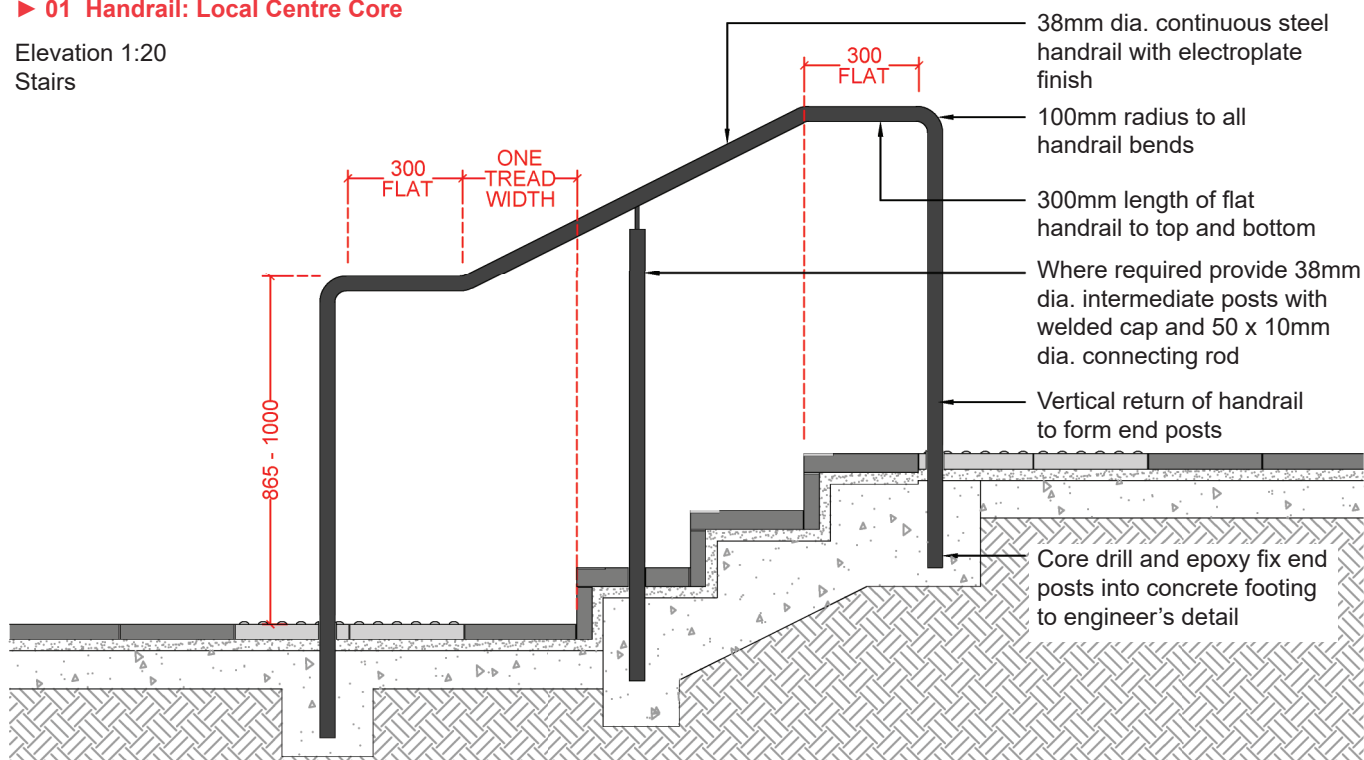 ► 01 Handrail: Local Centre Core
Elevation 1:20
Stairs
300
FLAT
ONE
TREAD
WIDTH
300
FLAT
865 - 1000
38mm dia. continuous steel
handrail with electroplate
finish
100mm radius to all
handrail bends
300mm length of flat
handrail to top and bottom
Where required provide 38mm
dia. intermediate posts with
welded cap and 50 x 10mm
dia. connecting rod
Vertical return of handrail
to form end posts
Core drill and epoxy fix end
posts into concrete footing
to engineer’s detail